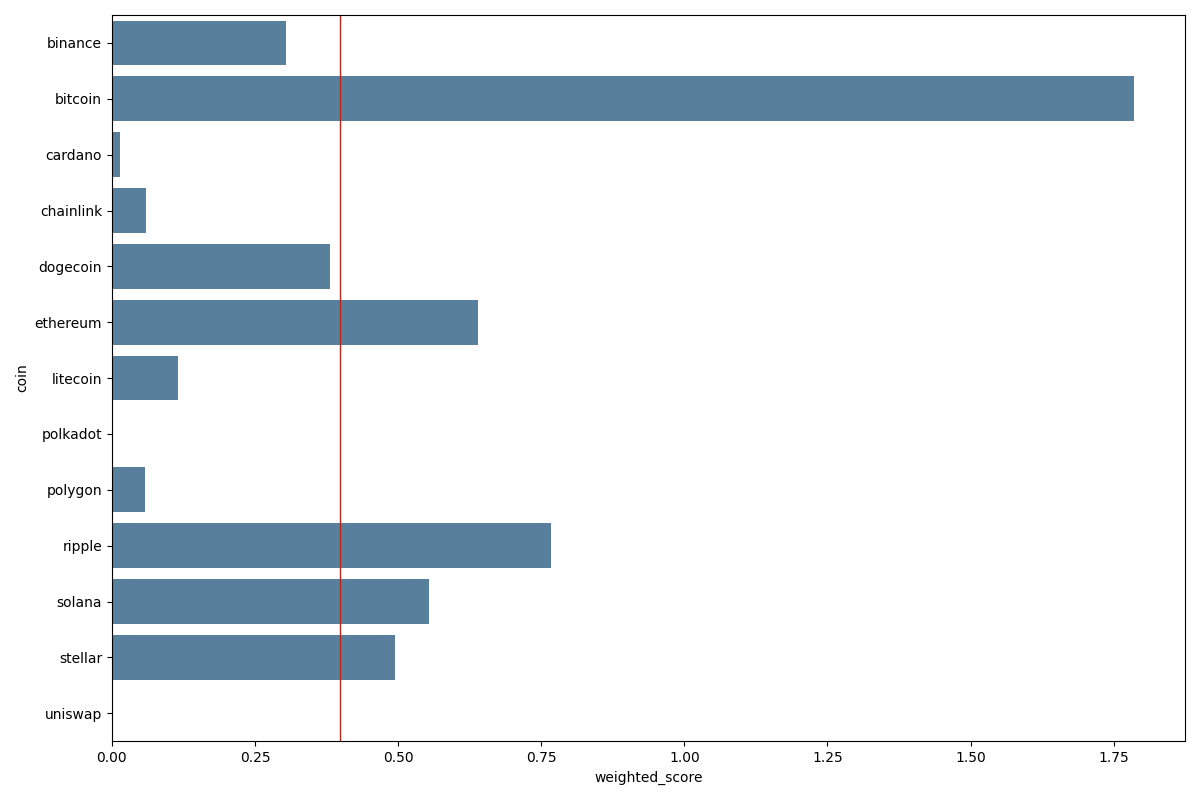 binance
bitcoin
cardano
chainlink
dogecoin
ethereum
litecoin
polkadot
polygon
ripple
solana
stellar
uniswap
coin
0.00 0.25 0.50 0.75 1.00 1.25 1.50 1.75
weighted_score